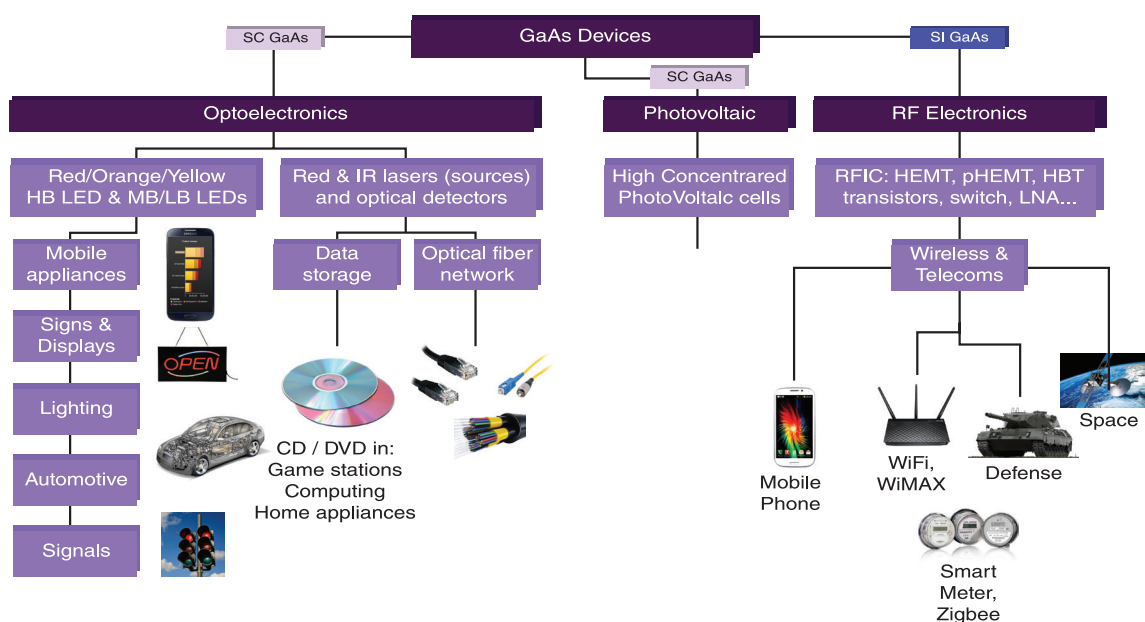 GaAs Devices
SC GaAs
SI GaAs
SC GaAs
Optoelectronics
Photovoltaic
RF Electronics
Red/Orange/Yellow
HB LED & MB/LB LEDs
Red & IR lasers (sources)
and optical detectors
High Concentrared
PhotoVoltalc cells
RFIC: HEMT, pHEMT, HBT
transistors, switch, LNA...
Mobile
appliances
Data
storage
Optical fiber
network
Wireless &
Telecoms
Signs &
Displays
OPEN
Lighting
Automotive
Signals
CD / DVD in:
Game stations
Computing
Home appliances
Mobile
Phone
WiFi,
WiMAX
Defense
Space
Smart
Meter,
Zigbee